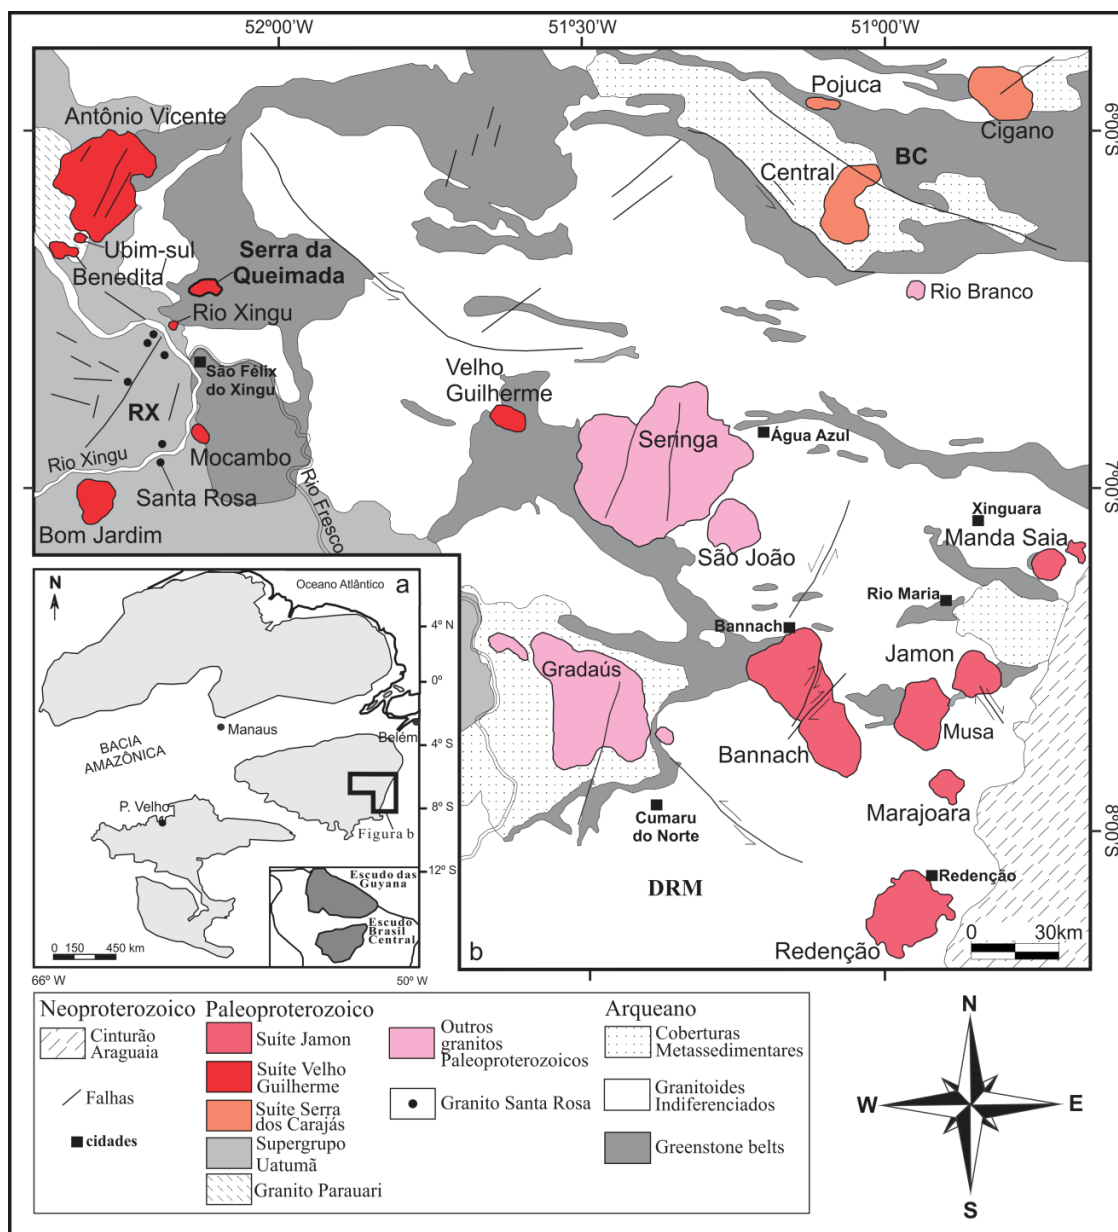 52°00'W
51°30'W
51°00'W
Antônio Vicente
Pojuca
Cigano
6°00'S
BC
Central
Ubim-sul
Benedita
Serra da
Queimada
Rio Branco
Rio Xingu
São Félix
do Xingu
Velho
Guilherme
RX
Seringa
Água Azul
Rio Xingu
Mocambo
Santa Rosa
Rio Fresco
7°00'S
Bom Jardim
Xinguara
Manda Saia
São João
Rio Maria
Bannach
Jamon
Gradaús
Musa
Bannach
Marajoara
8°00'S
Cumaru
do Norte
DRM
Redenção
Redenção
0 30km
b
N
a
Oceano Atlântico
4° N
0°
Manaus
Belém
4° S
BACIA
AMAZÔNICA
P. Velho
8° S
Figura b
12° S
Escudo das
Guyana
Escudo
Brasil
Central
0 150 450 km
66° W
50° W
Neoproterozoico
Cinturão
Araguaia
Falhas
cidades
Paleoproterozoico
Suíte Jamon
Suíte Velho
Guilherme
Suíte Serra
dos Carajás
Supergrupo
Uatumã
Granito Parauari
Outros
granitos
Paleoproterozoicos
Granito Santa Rosa
Arqueano
Coberturas
Metassedimentares
Granitoides
Indiferenciados
Greenstone belts
N
W
E
S